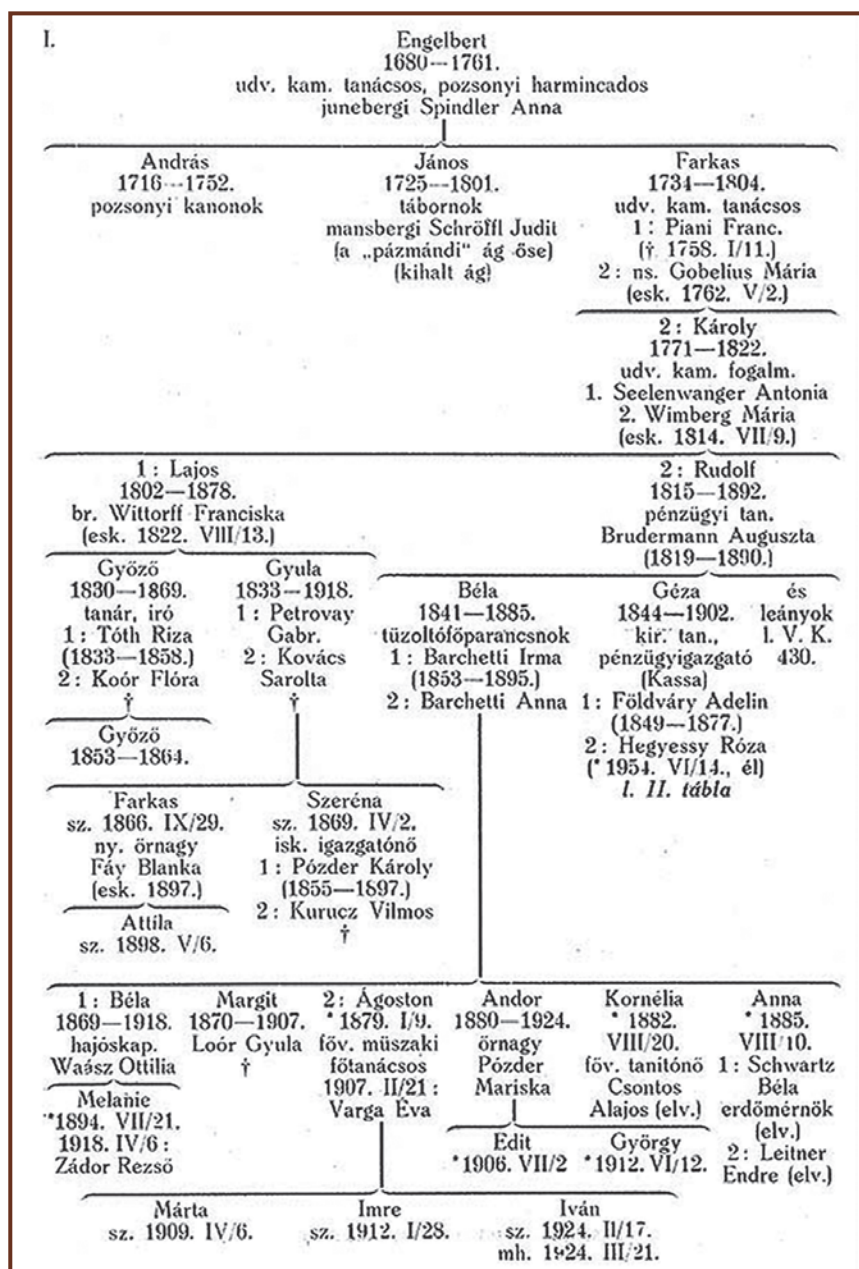 I.
Engelbert
1680—1761.
udv. kam. tanácsos, pozsonyi harmincados
junebergi Spindler Anna
András
1716—1752.
pozsonyi kanonok
János
1725—1801.
tábornok
mansbergi Schröffl Judit
(a „pázmándi“ ág őse)
(kihalt ág)
Farkas
1734—1804.
udv. kam. tanácsos
1 : Piani Franc.
(† 1758. I/11.)
2 : ns. Gobelius Mária
(esk. 1762. V/2.)
2 : Károly
1771—1822.
udv. kam. fogalm.
1. Seelenwanger Antonia
2. Wimberg Mária
(esk. 1814. VII/9.)
1 : Lajos
1802—1878.
br. Wittorff Franciska
(esk. 1822. VIII/13.)
2 : Rudolf
1815—1892.
pénzügyi tan.
Brudermann Auguszta
(1819—1890.)
Győző
1830—1869.
tanár, iró
1 : Tóth Riza
(1833—1858.)
2 : Koór Flóra
†
Győző
1853—1864.
Gyula
1833—1918.
1 : Petrovay
Gabr.
2 : Kovács
Sarolta
†
Béla
1841—1885.
tüzoltófőparancsnok
1 : Barchetti Irma
(1853—1895.)
2 : Barchetti Anna
Géza
1844—1902.
kir. tan.,
pénzügyigazgató
(Kassa)
1 : Földváry Adelin
(1849—1877.)
2 : Hegyessy Róza
(* 1954. VI/14., él)
l. II. tábla
és
leányok
l. V. K.
430.
Farkas
sz. 1866. IX/29.
ny. őrnagy
Fáy Blanka
(esk. 1897.)
Attila
sz. 1898. V/6.
Szeréna
sz. 1869. IV/2.
isk. igazgatónő
1 : Pózder Károly
(1855—1897.)
2 : Kurucz Vilmos
†
1 : Béla
1869—1918.
hajóskap.
Waász Ottilia
Melanie
*1894. VII/21.
1918. IV/6 :
Zádor Rezső
Margit
1870—1907.
Loór Gyula
†
2 : Ágoston
* 1879. I/9.
föv. müszaki
főtanácsos
1907. II/21 :
Varga Éva
Andor
1880—1924.
őrnagy
Pózder
Mariska
Edit
*1906. VII/2
György
*1912. VI/12.
Kornélia
* 1882.
VIII/20.
föv. tanitónő
Csontos
Alajos (elv.)
Anna
* 1885.
VIII/10.
1 : Schwartz
Béla
erdőmérnök
(elv.)
2 : Leitner
Endre (elv.)
Márta
sz. 1909. IV/6.
Imre
sz. 1912. I/28.
Iván
sz. 1924. II/17.
mh. 1924. III/21.